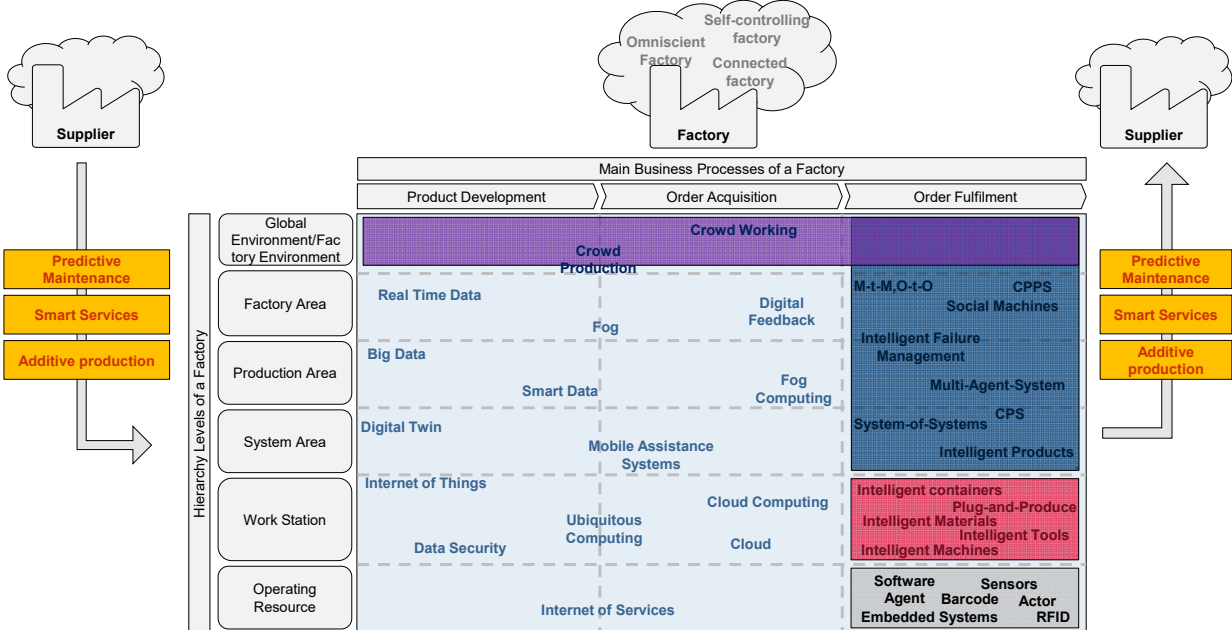 Self-controlling
factory
Omniscient
Factory
Connected
factory
Supplier
Factory
Supplier
Main Business Processes of a Factory
Product Development
Order Acquisition
Order Fulfilment
Hierarchy Levels of a Factory
Global
Environment/Fac
tory Environment
Crowd Working
Crowd
Production
Predictive
Maintenance
Smart Services
Additive production
Predictive
Maintenance
Smart Services
Additive
production
Factory Area
Real Time Data
Fog
Digital
Feedback
M-t-M,O-t-O
CPPS
Social Machines
Intelligent Failure
Management
Production Area
Big Data
Smart Data
Fog
Computing
Multi-Agent-System
System Area
Digital Twin
Mobile Assistance
Systems
CPS
System-of-Systems
Intelligent Products
Work Station
Internet of Things
Cloud Computing
Ubiquitous
Computing
Data Security
Cloud
Intelligent containers
Plug-and-Produce
Intelligent Materials
Intelligent Tools
Intelligent Machines
Operating
Resource
Internet of Services
Software
Agent
Sensors
Barcode
Actor
Embedded Systems
RFID